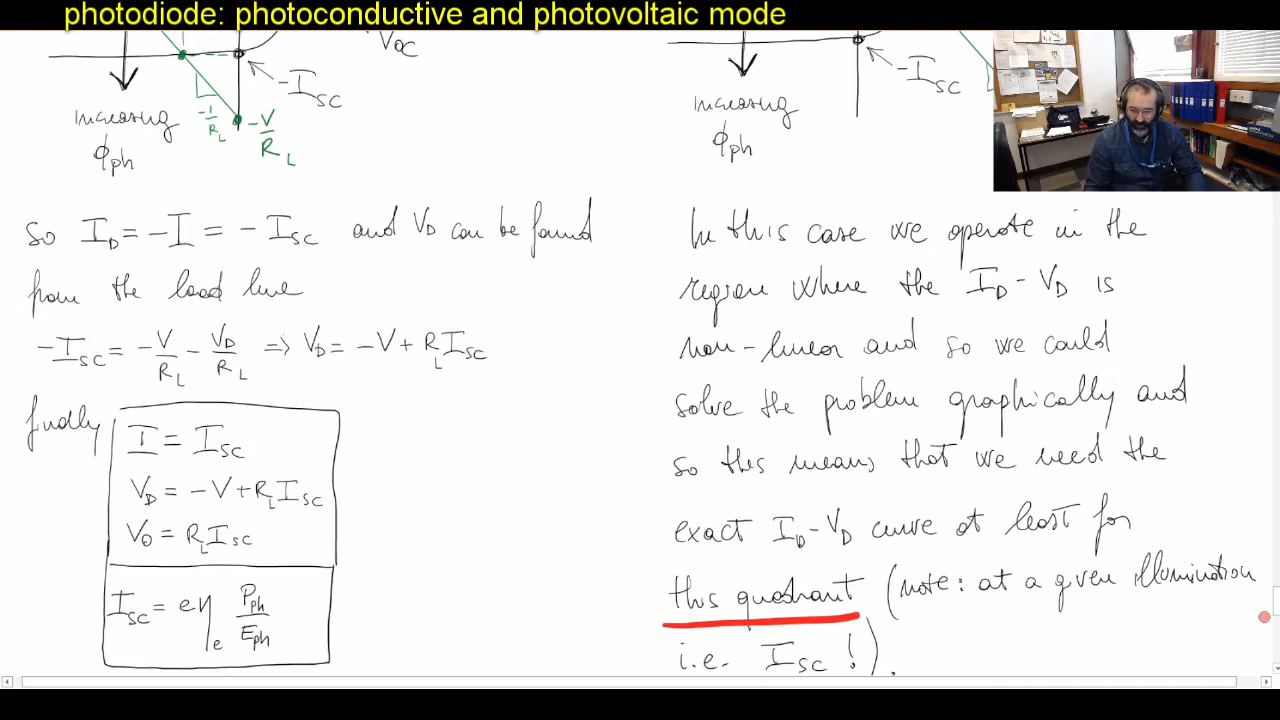 photodiode: photoconductive and photovoltaic mode
V_OC
-I_SC
increasing
ϕ_ph
-1/R_L
-V/R_L
So I_D = -I = - I_SC and V_D can be found
from the load line
-I_SC = -V/R_L - V_D/R_L => V_D = -V + R_L I_SC
finally
I = I_SC
V_D = -V + R_L I_SC
V_0 = R_L I_SC
I_SC = eη_e P_ph/E_ph
-I_SC
increasing
ϕ_ph
In this case we operate in the
region where the I_D - V_D is
non-linear and so we could
solve the problem graphically and
so this means that we need the
exact I_D - V_D curve at least for
this quadrant (note: at a given illumination
i.e. I_SC!).